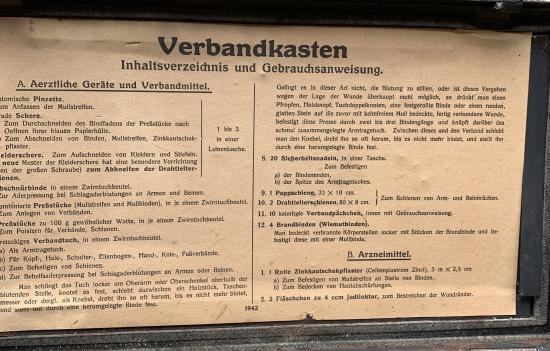 Verbandkasten
Inhaltsverzeichnis und Gebrauchsanweisung.
A. Aerztliche Geräte und Verbandmittel.
Pinzette.
zum Anfassen der Mullstreifen.
rade Schere.
Zum Durchschneiden des Bindfadens der Preßstücke nach
Oeffnen ihrer blauen Papierhülle.
Zum Abschneiden von Binden, Mullstreifen, Zinkkautschuk-
pflaster.
leiderschere. Zum Aufschneiden von Kleidern und Stiefeln.
neue Muster der Kleiderschere hat eine besondere Vorrichtung
der großen Schraube) zum Abkneifen der Drahtleiter-
ienen.
1 bis 3
in einer
Leinentasche.
bschnürbinde in einem Zwirntuchbeutel.
Zur Aderpressung bei Schlagaderblutungen an Armen und Beinen.
mbinierte Preßstücke (Mullstreifen und Mullbinden), je in einem Zwirntuchbeutel.
Zum Anlegen von Verbänden.
Preßstücke zu 100 g gewöhnlicher Watte, je in einem Zwirntuchbeutel.
Zum Polstern für Verbände, Schienen.
reieckiges Verbandtuch, in einem Zwirntuchbeutel.
a) Als Armtragetuch.
b) Für Kopf-, Hals-, Schulter-, Ellenbogen-, Hand-, Knie-, Fußverbände.
c) Zum Befestigen von Schienen.
d) Zur Behelfsaderpressung bei Schlagaderblutungen an Armen oder Beinen.
Man schlingt das Tuch locker um Oberarm oder Oberschenkel oberhalb der
blutenden Stelle, knotet es fest, schiebt dazwischen ein Holzstück, Taschen-
messer oder dergl. als Knebel, dreht ihn so oft herum, bis es nicht mehr blutet,
und stellt ihn durch eine herumgelegte Binde fest.
Gelingt es in dieser Art nicht, die Blutung zu stillen, oder ist dieses Vorgehen
wegen der Lage der Wunde überhaupt nicht möglich, so drückt man einen
Pfropfen, Holzknopf, Tuchdoppelknoten, eine festgerollte Binde oder einen runden,
glatten Stein auf die zuvor mit keimfreiem Mull bedeckte, fertig verbundene Wunde,
befestigt diese Presse durch zwei bis drei Bindengänge und knüpft darüber das
schmal zusammengelegte Armtragetuch. Zwischen dieses und den Verband schiebt
man den Knebel, dreht ihn so oft herum, bis es nicht mehr blutet, und stellt ihn
durch eine herumgelegte Binde fest.
8. 20 Sicherheitsnadeln, in einer Tasche.
Zum Befestigen
a) der Bindenenden,
b) der Spitze des Armtragetuches.
9. 1 Pappschiene, 33 × 10 cm.
10. 2 Drahtleiterschienen, 80 × 8 cm.
Zum Schienen von Arm- und Beinbrüchen.
11. 10 keimfreie Verbandpäckchen, innen mit Gebrauchsanweisung.
12. 4 Brandbinden (Wismutbinden).
Man bedeckt verbrannte Körperstellen locker mit Stücken der Brandbinde und be-
festigt diese mit einer Mullbinde.
B. Arzneimittel.
1. 1 Rolle Zinkkautschukpflaster (Collemplastrum Zinci), 5 m × 2,5 cm
a) Zum Befestigen von Mullstreifen an Stelle von Binden.
b) Zum Bedecken von Hautabschürfungen.
2. 2 Fläschchen zu 4 ccm Jodtinktur, zum Bestreichen der Wundränder.
1942